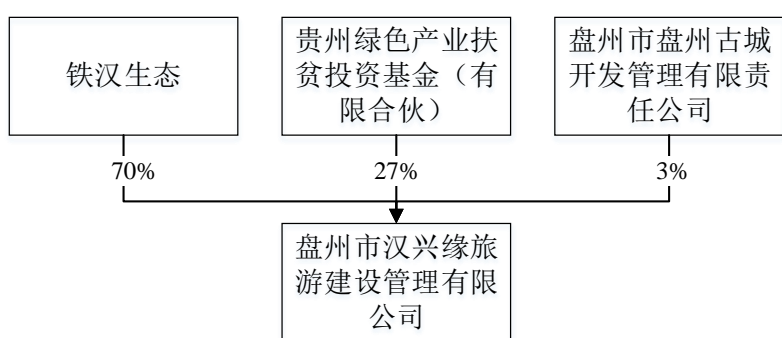 铁汉生态
贵州绿色产业扶
贫投资基金（有
限合伙）
盘州市盘州古城
开发管理有限责
任公司
70%
27%
3%
盘州市汉兴缘旅
游建设管理有限
公司